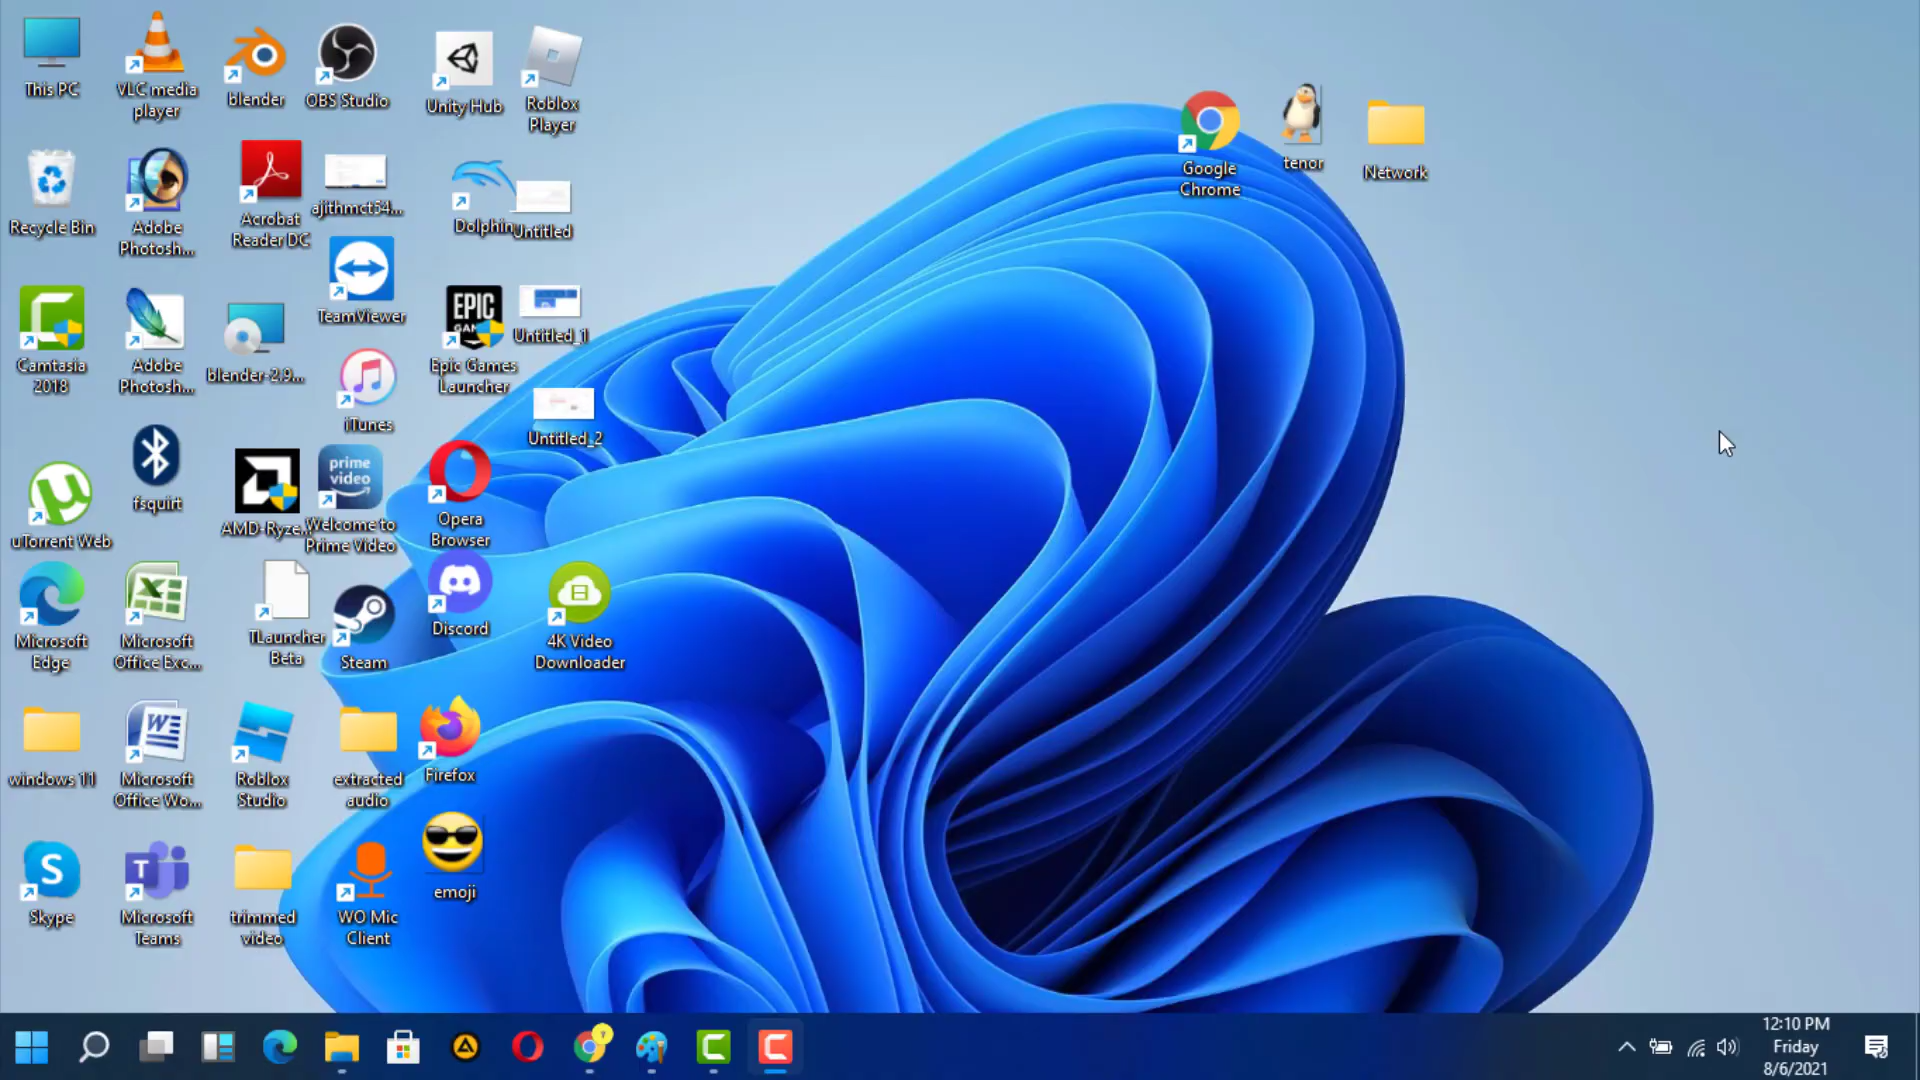 This PC
VLC media
player
blender
OBS Studio
Unity Hub
Roblox
Player
Google
Chrome
tenor
Network
Recycle Bin
Adobe
Photosh...
Acrobat
Reader DC
ajithmct54...
Dolphin
Untitled
TeamViewer
Camtasia
2018
Adobe
Photosh...
blender-2.9...
iTunes
EPIC
Epic Games
Launcher
Untitled_1
Untitled_2
uTorrent Web
fsquirt
AMD-Ryze...
prime
video
Welcome to
Prime Video
Opera
Browser
Microsoft
Edge
Microsoft
Office Exc...
TLauncher
Beta
Steam
Discord
4K Video
Downloader
windows 11
Microsoft
Office Wo...
Roblox
Studio
extracted
audio
Firefox
Skype
Microsoft
Teams
trimmed
video
WO Mic
Client
emoji
12:10 PM
Friday
8/6/2021